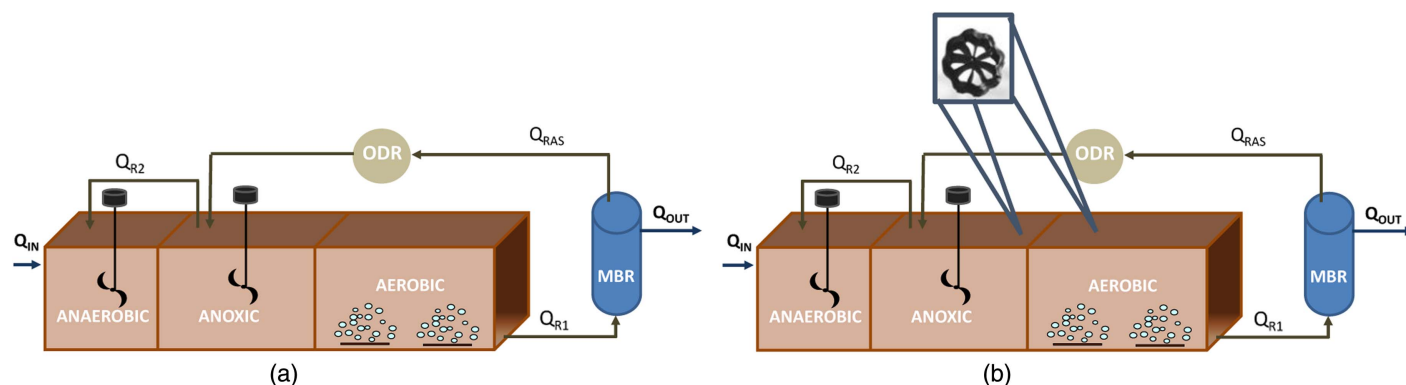 Q_RAS
ODR
Q_R2
Q_IN
Q_OUT
MBR
ANAEROBIC
ANOXIC
AEROBIC
Q_R1
(a)
Q_RAS
ODR
Q_R2
Q_IN
Q_OUT
MBR
ANAEROBIC
ANOXIC
AEROBIC
Q_R1
(b)